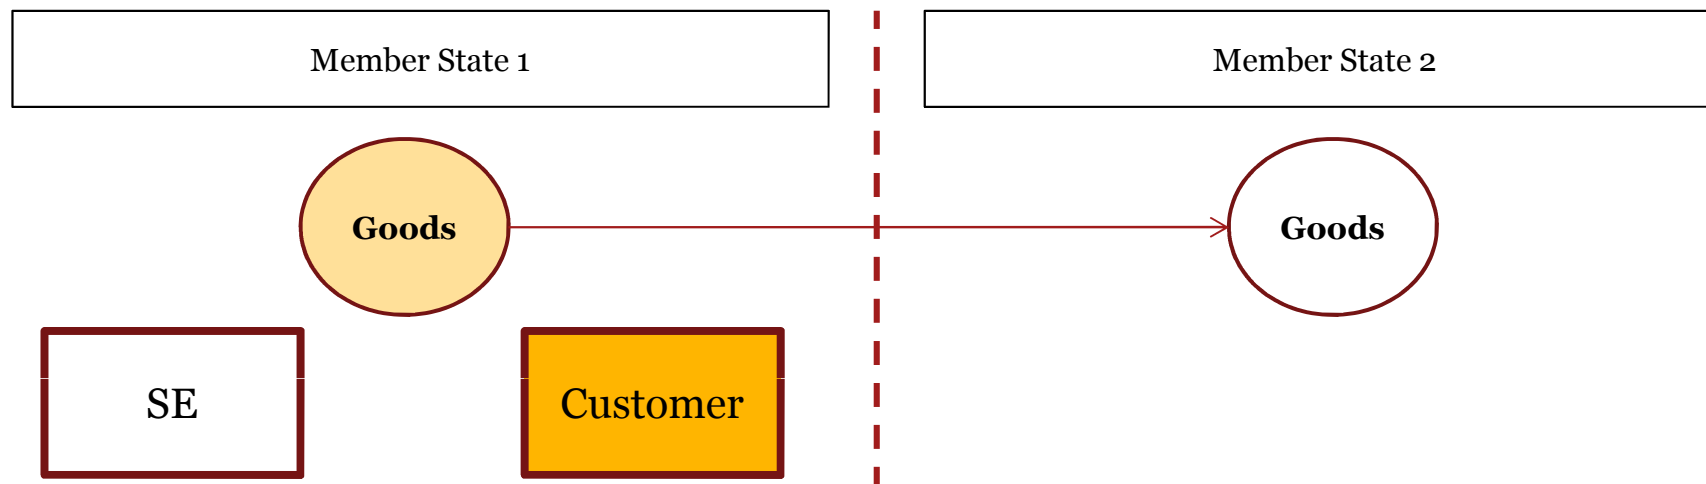 Member State 1
Member State 2
Goods
Goods
SE
Customer